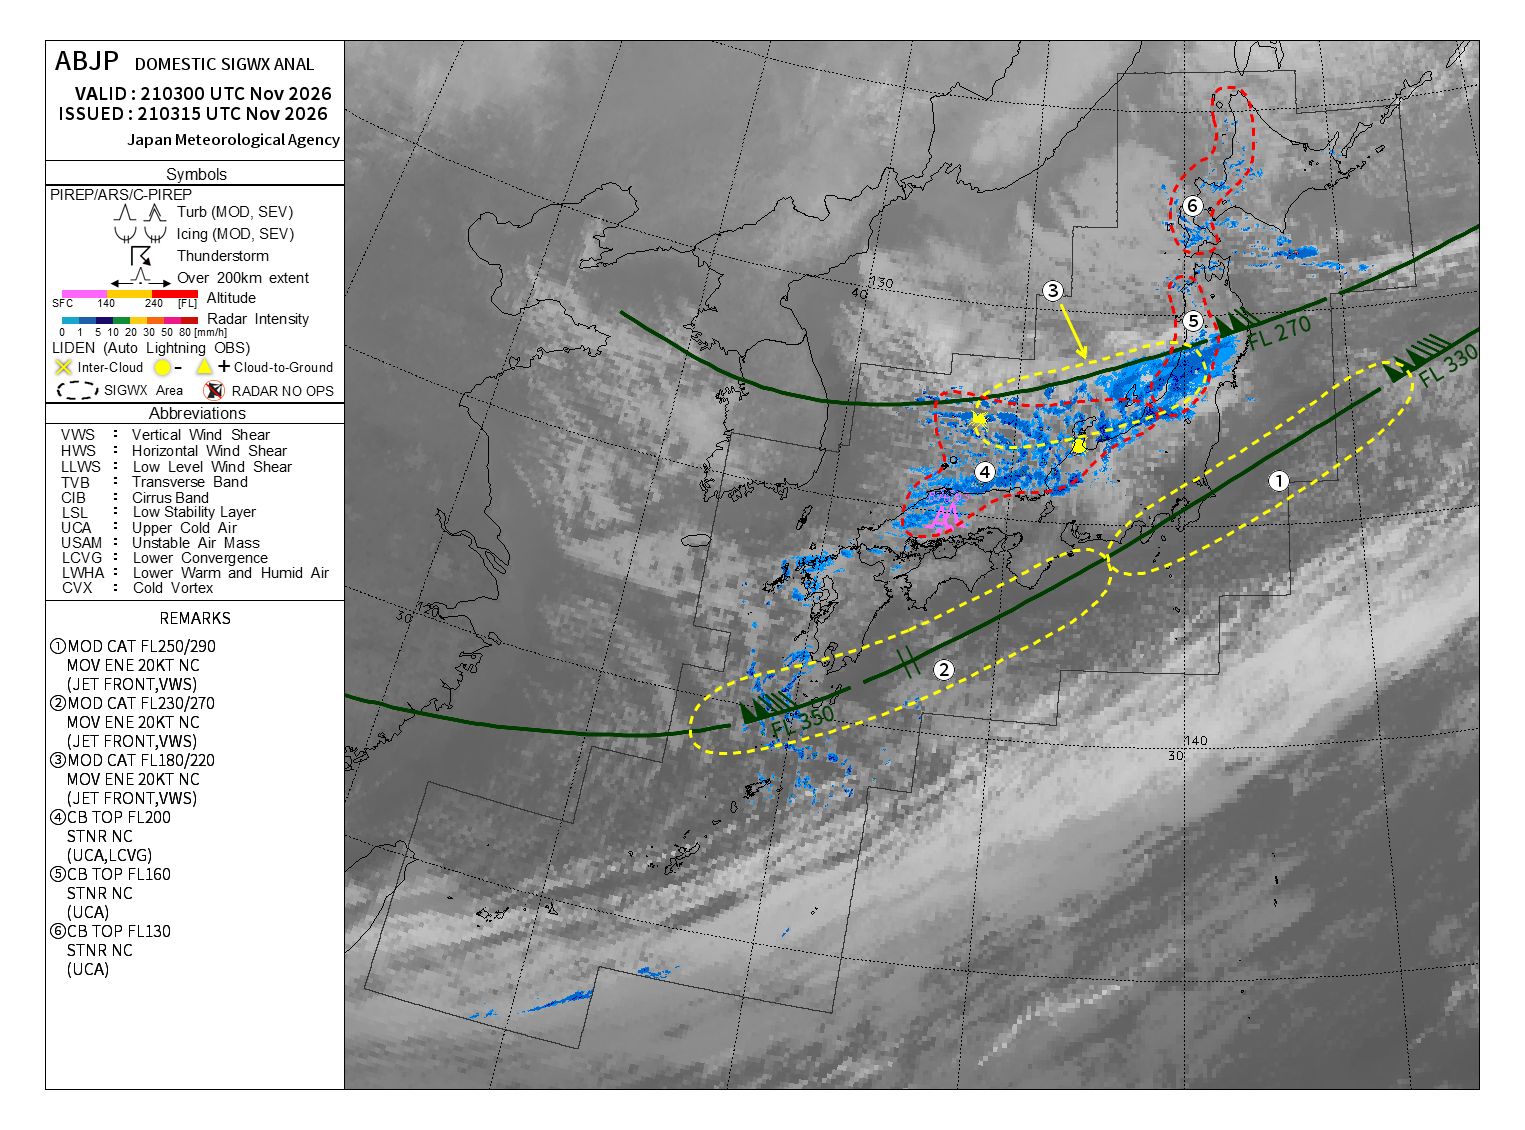 ABJP DOMESTIC SIGWX ANAL
VALID : 210300 UTC Nov 2026
ISSUED : 210315 UTC Nov 2026
Japan Meteorological Agency
Symbols
PIREP/ARS/C-PIREP
Turb (MOD, SEV)
Icing (MOD, SEV)
Thunderstorm
Over 200km extent
SFC 140 240 [FL] Altitude
Radar Intensity
0 1 5 10 20 30 50 80 [mm/h]
LIDEN (Auto Lightning OBS)
Inter-Cloud - + Cloud-to-Ground
SIGWX Area RADAR NO OPS
Abbreviations
VWS : Vertical Wind Shear
HWS : Horizontal Wind Shear
LLWS : Low Level Wind Shear
TVB : Transverse Band
CIB : Cirrus Band
LSL : Low Stability Layer
UCA : Upper Cold Air
USAM : Unstable Air Mass
LCVG : Lower Convergence
LWHA : Lower Warm and Humid Air
CVX : Cold Vortex
REMARKS
①MOD CAT FL250/290
MOV ENE 20KT NC
(JET FRONT,VWS)
②MOD CAT FL230/270
MOV ENE 20KT NC
(JET FRONT,VWS)
③MOD CAT FL180/220
MOV ENE 20KT NC
(JET FRONT,VWS)
④CB TOP FL200
STNR NC
(UCA,LCVG)
⑤CB TOP FL160
STNR NC
(UCA)
⑥CB TOP FL130
STNR NC
(UCA)
6
130
40
3
5
FL 270
FL 330
4
1
30
120
2
FL 350
140
30